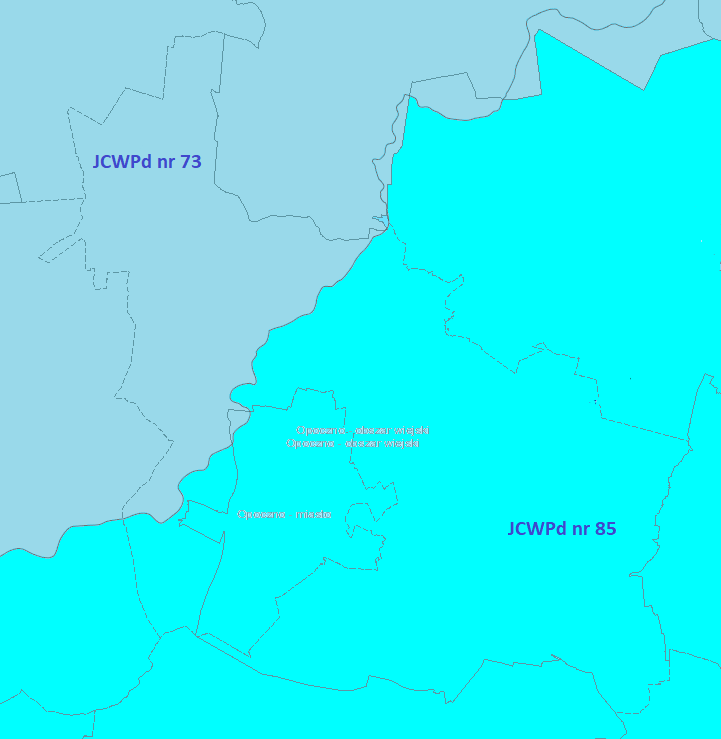 JCWPd nr 73
Opoczno - obszar wiejski
Opoczno - obszar wiejski
Opoczno - miasto
JCWPd nr 85